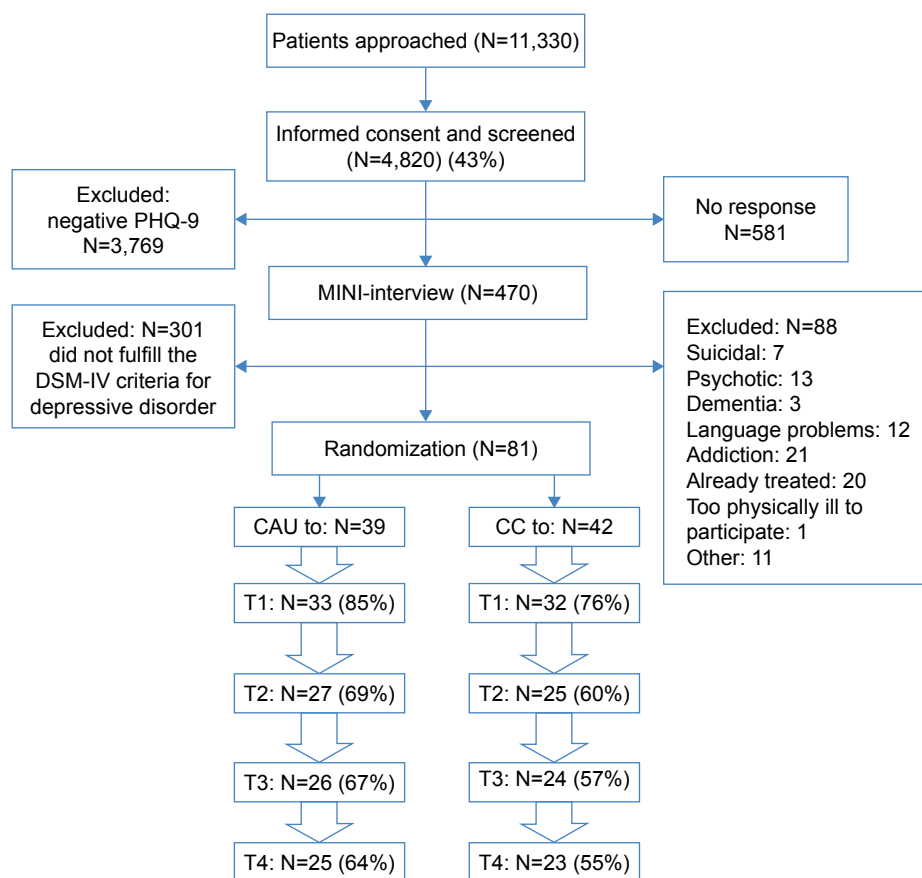 Patients approached (N=11,330)
Informed consent and screened
(N=4,820) (43%)
Excluded:
negative PHQ-9
N=3,769
No response
N=581
MINI-interview (N=470)
Excluded: N=301
did not fulfill the
DSM-IV criteria for
depressive disorder
Excluded: N=88
Suicidal: 7
Psychotic: 13
Dementia: 3
Language problems: 12
Addiction: 21
Already treated: 20
Too physically ill to
participate: 1
Other: 11
Randomization (N=81)
CAU to: N=39
CC to: N=42
T1: N=33 (85%)
T1: N=32 (76%)
T2: N=27 (69%)
T2: N=25 (60%)
T3: N=26 (67%)
T3: N=24 (57%)
T4: N=25 (64%)
T4: N=23 (55%)